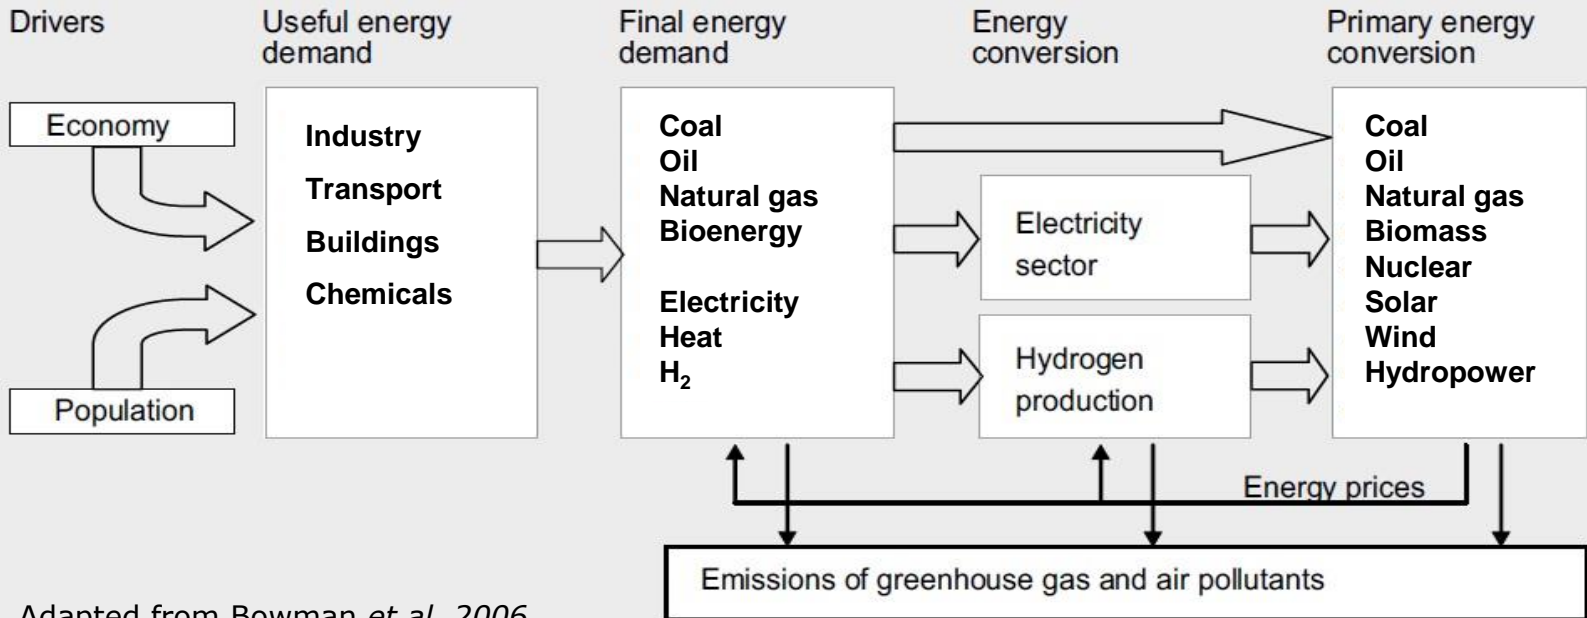 Drivers
Useful energy
demand
Final energy
demand
Energy
conversion
Primary energy
conversion
Economy
Population
Industry
Transport
Buildings
Chemicals
Coal
Oil
Natural gas
Bioenergy
Electricity
Heat
H₂
Electricity
sector
Hydrogen
production
Coal
Oil
Natural gas
Biomass
Nuclear
Solar
Wind
Hydropower
Energy prices
Emissions of greenhouse gas and air pollutants
Adapted from Bowman et al. 2006